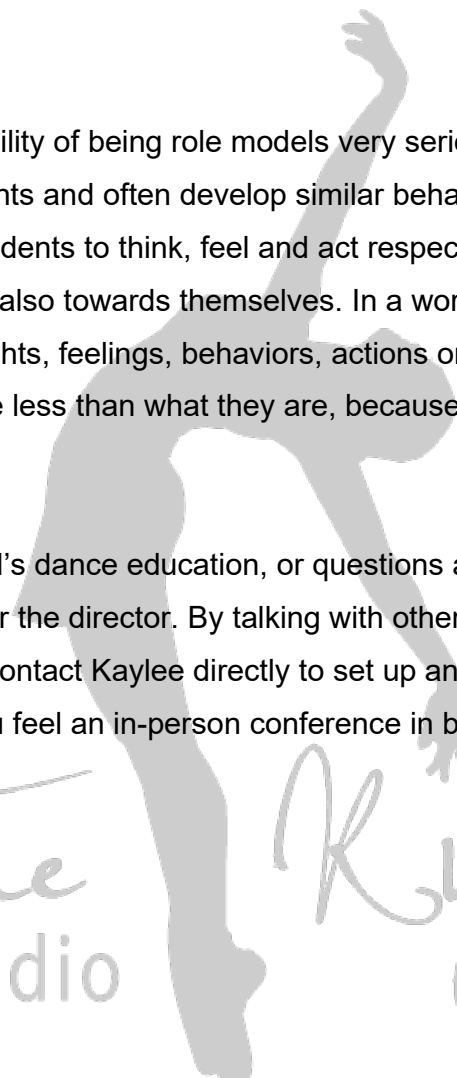 ility of being role models very seri
nts and often develop similar beha
dents to think, feel and act respec
also towards themselves. In a wor
hts, feelings, behaviors, actions o
e less than what they are, because
l’s dance education, or questions a
r the director. By talking with other
ontact Kaylee directly to set up an
u feel an in-person conference in b
dio